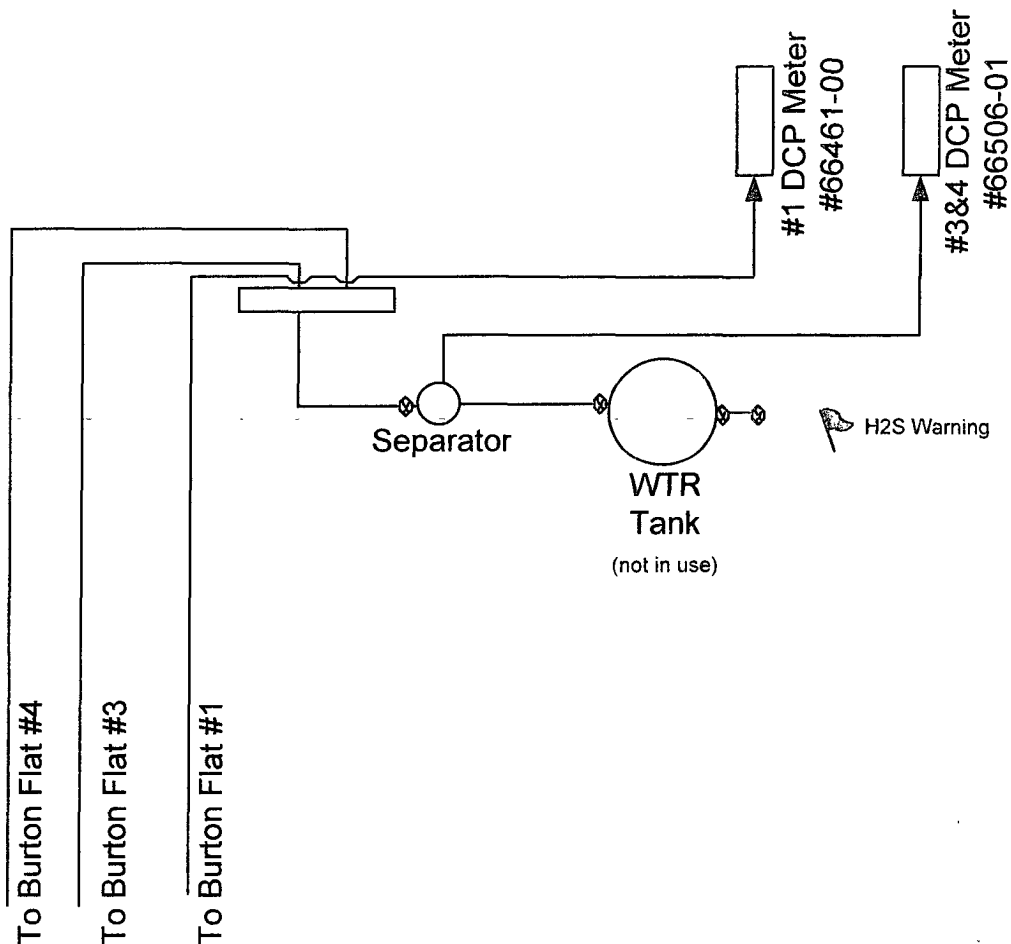 #1 DCP Meter
#66461-00
#3&4 DCP Meter
#66506-01
Separator
H2S Warning
WTR
Tank
(not in use)
To Burton Flat #4
To Burton Flat #3
To Burton Flat #1